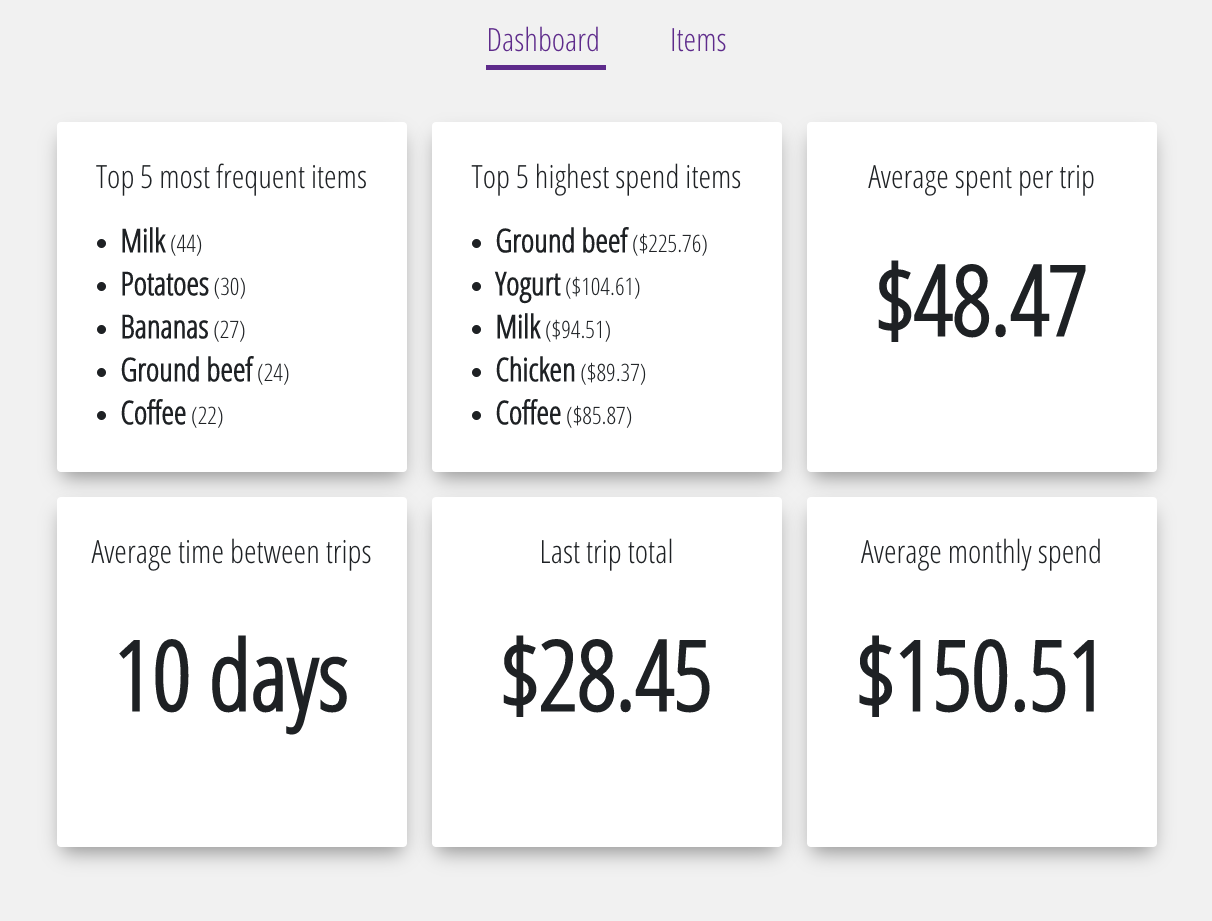 Dashboard Items
Top 5 most frequent items
Milk (44)
Potatoes (30)
Bananas (27)
Ground beef (24)
Coffee (22)
Top 5 highest spend items
Ground beef ($225.76)
Yogurt ($104.61)
Milk ($94.51)
Chicken ($89.37)
Coffee ($85.87)
Average spent per trip
$48.47
Average time between trips
10 days
Last trip total
$28.45
Average monthly spend
$150.51